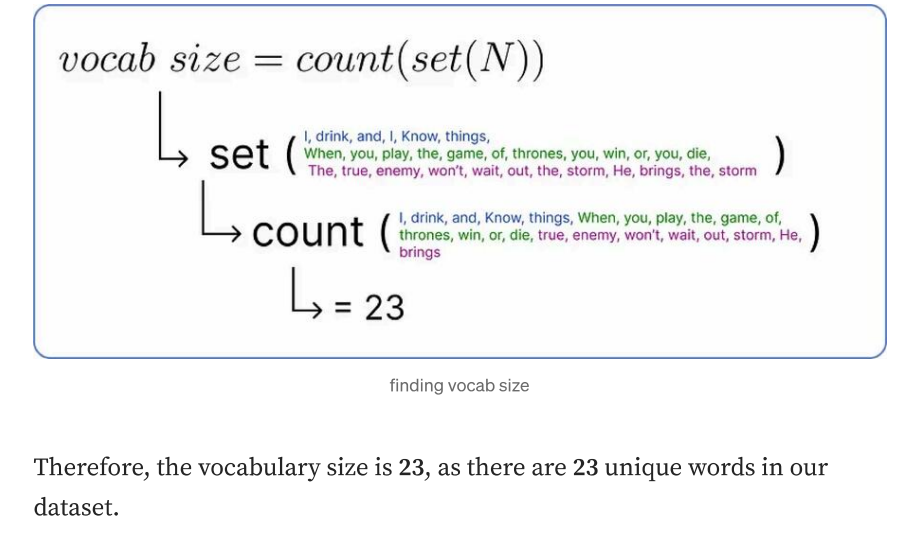 vocab size = count(set(N))
set (
I, drink, and, I, Know, things,
When, you, play, the, game, of, thrones, you, win, or, you, die,
The, true, enemy, won't, wait, out, the, storm, He, brings, the, storm
)
count (
I, drink, and, Know, things, When, you, play, the, game, of,
thrones, win, or, die, true, enemy, won't, wait, out, storm, He,
brings
)
= 23
finding vocab size
Therefore, the vocabulary size is 23, as there are 23 unique words in our
dataset.